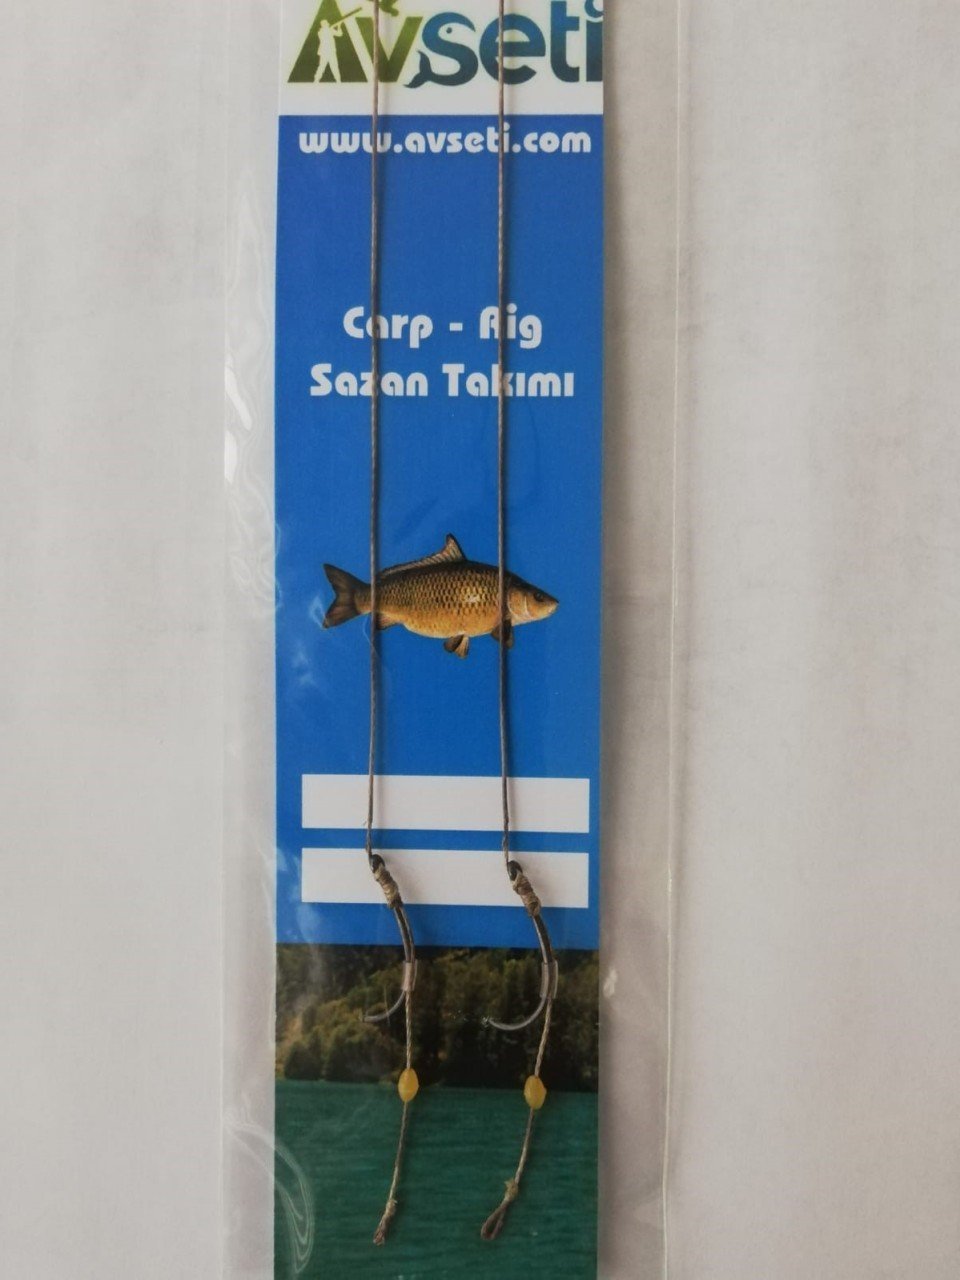 Avseti
www.avseti.com
Carp - Rig
Sazan Takımı